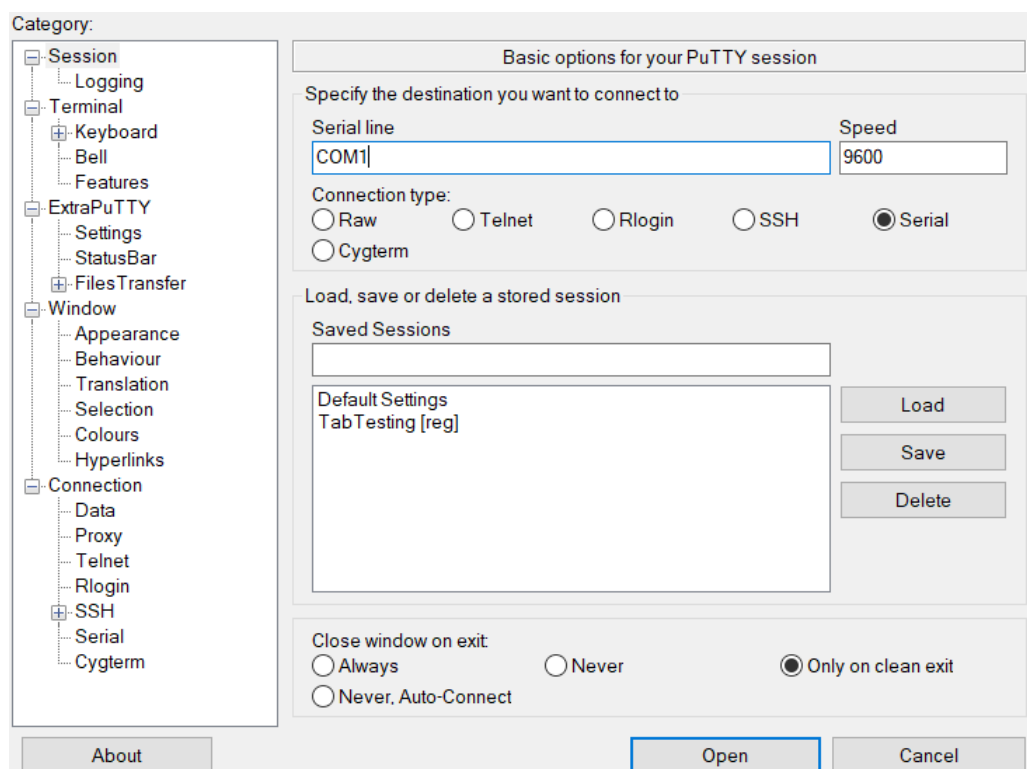 Category:
Session
Logging
Terminal
Keyboard
Bell
Features
ExtraPuTTY
Settings
StatusBar
FilesTransfer
Window
Appearance
Behaviour
Translation
Selection
Colours
Hyperlinks
Connection
Data
Proxy
Telnet
Rlogin
SSH
Serial
Cygterm
Basic options for your PuTTY session
Specify the destination you want to connect to
Serial line Speed
COM1 9600
Connection type:
Raw Telnet Rlogin SSH Serial
Cygterm
Load, save or delete a stored session
Saved Sessions
Default Settings
TabTesting [reg]
Load
Save
Delete
Close window on exit:
Always Never Only on clean exit
Never, Auto-Connect
About Open Cancel